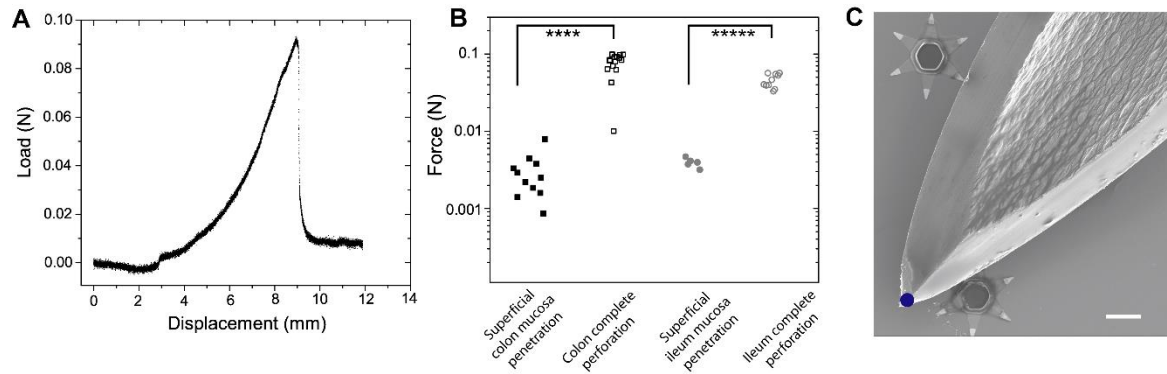 A
Load (N)
0.10
0.08
0.06
0.04
0.02
0.00
0 2 4 6 8 10 12 14
Displacement (mm)
B
Force (N)
0.1
0.01
0.001
****
*****
Superficial
colon mucosa
penetration
Colon complete
perforation
Superficial
ileum mucosa
penetration
Ileum complete
perforation
C